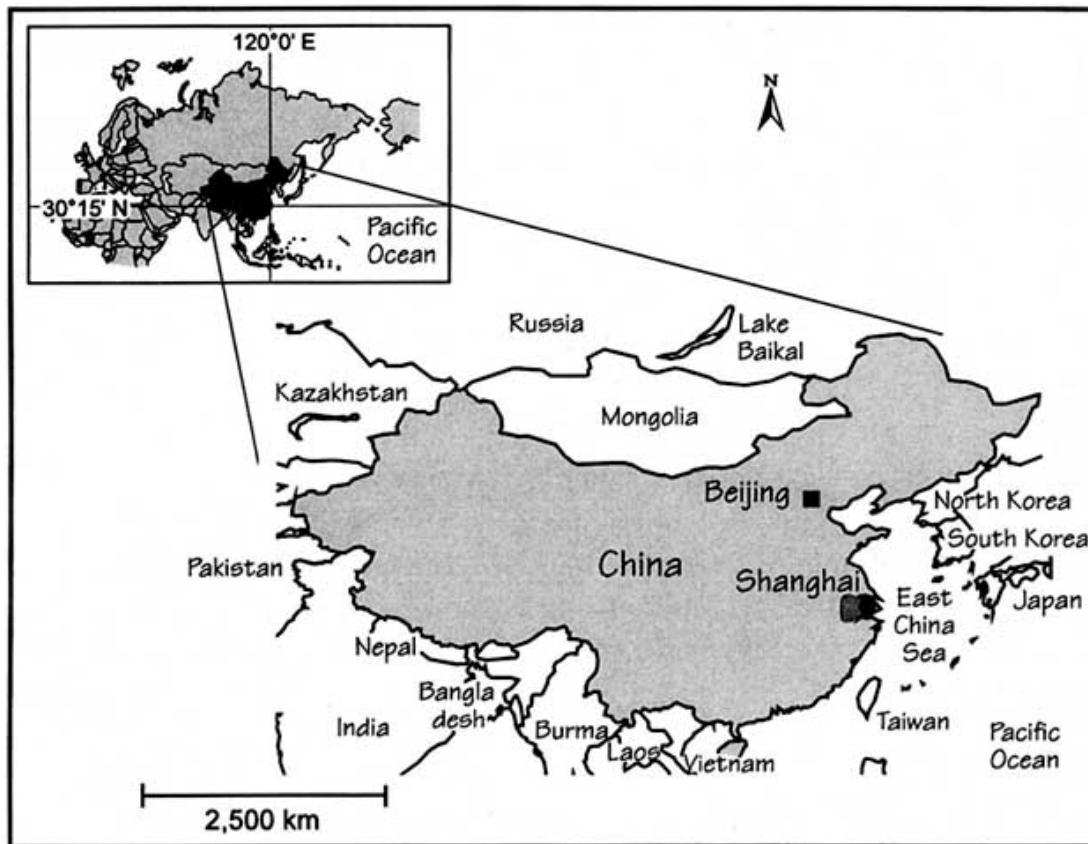 120°0' E
N
30°15' N
Pacific
Ocean
Russia
Lake
Baikal
Kazakhstan
Mongolia
Beijing
North Korea
South Korea
Pakistan
China
Shanghai
East
China
Sea
Japan
Nepal
Bangla
desh
India
Burma
Laos
Vietnam
Taiwan
Pacific
Ocean
2,500 km